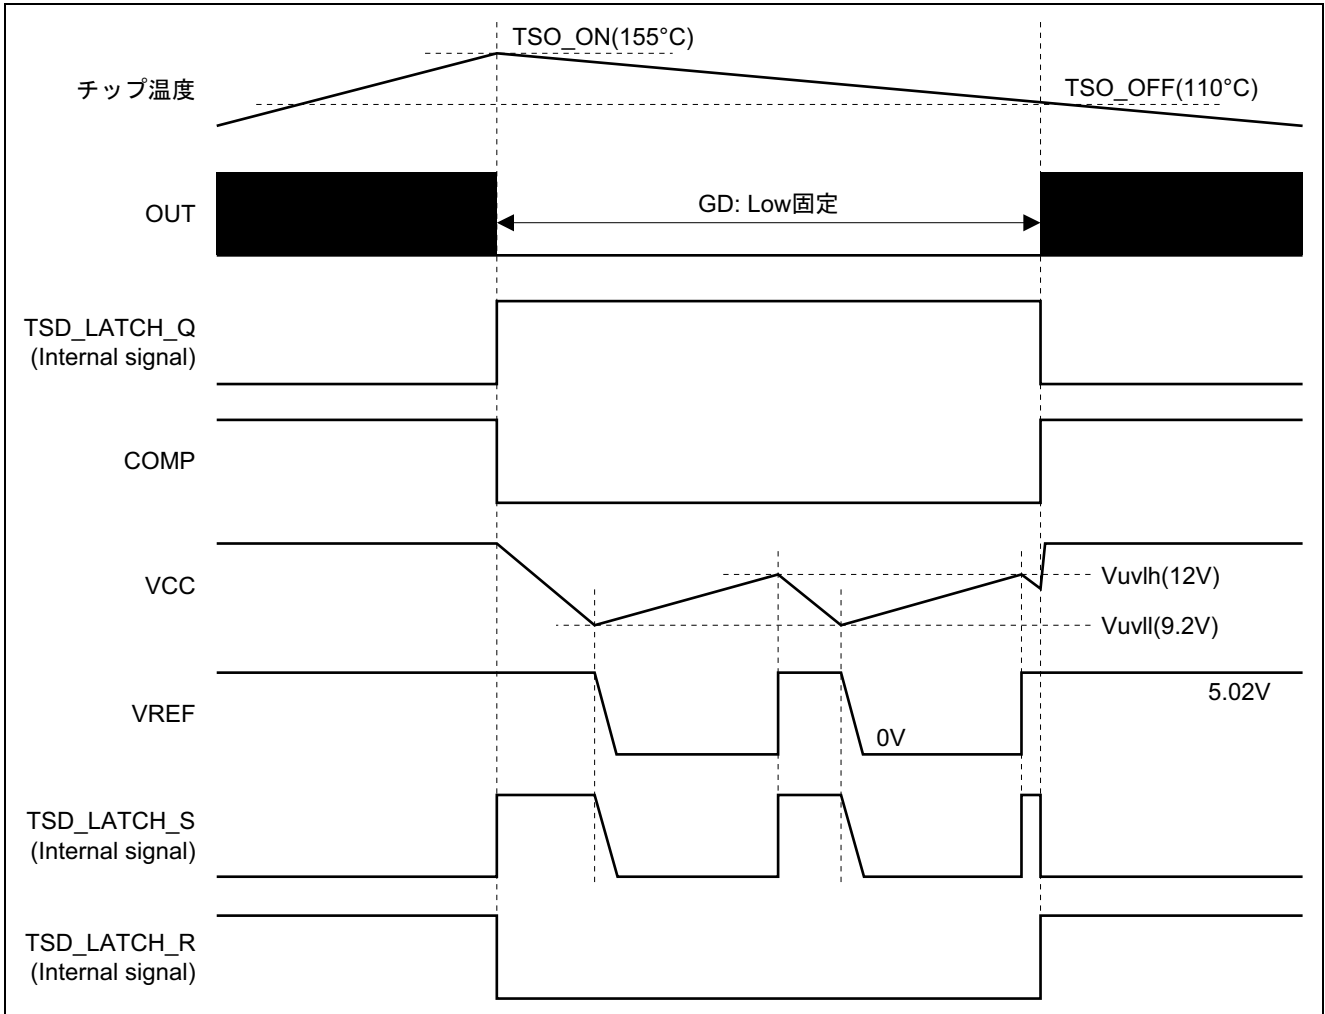 TSO_ON(155°C)
チップ温度
TSO_OFF(110°C)
OUT
GD: Low固定
TSD_LATCH_Q
(Internal signal)
COMP
VCC
Vuvlh(12V)
Vuvll(9.2V)
VREF
5.02V
0V
TSD_LATCH_S
(Internal signal)
TSD_LATCH_R
(Internal signal)